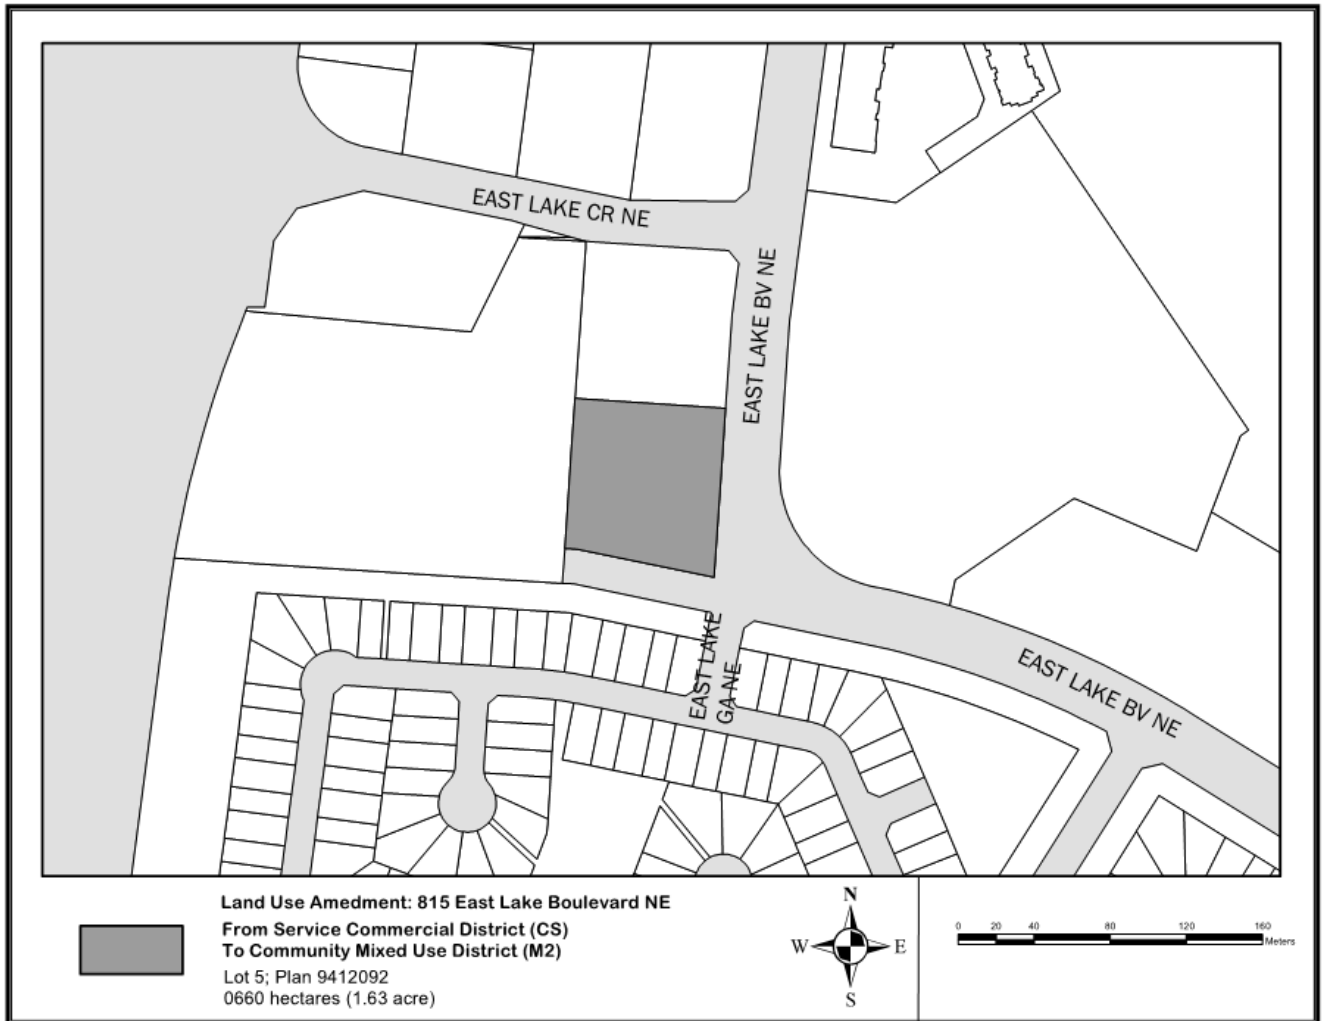 EAST LAKE CR NE
EAST LAKE BV NE
EAST LAKE
GA NE
EAST LAKE BV NE
Land Use Amedment: 815 East Lake Boulevard NE
From Service Commercial District (CS)
To Community Mixed Use District (M2)
Lot 5; Plan 9412092
0660 hectares (1.63 acre)
N
W E
S
0 20 40 80 120 160
Meters